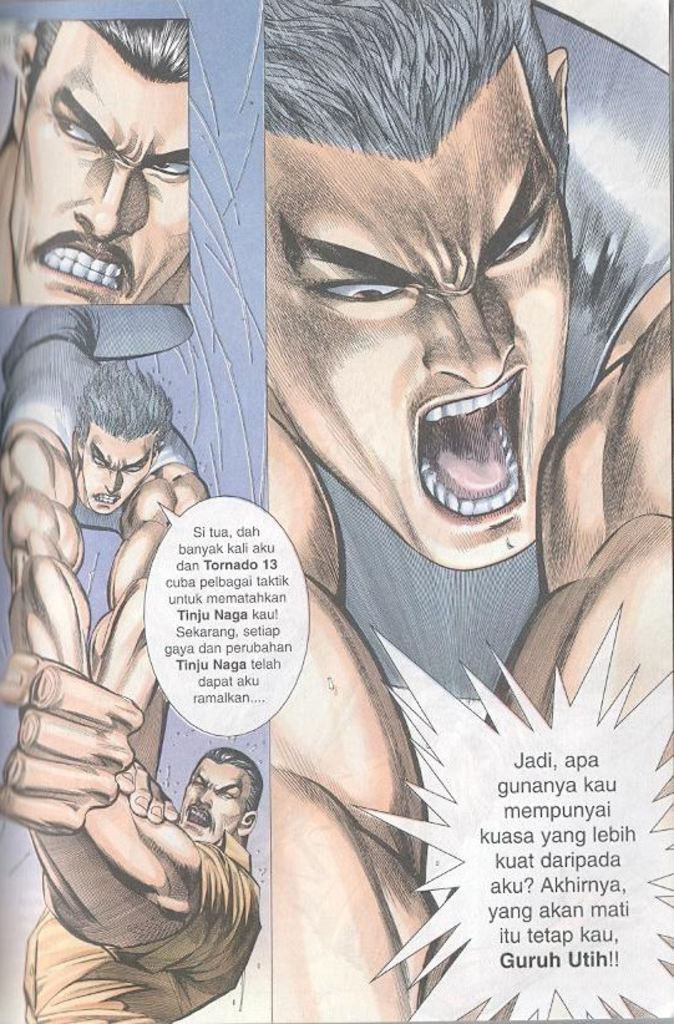 Si tua, dah
banyak kali aku
dan Tornado 13
cuba pelbagai taktik
untuk mematahkan
Tinju Naga kau!
Sekarang, setiap
gaya dan perubahan
Tinju Naga telah
dapat aku
ramalkan....
Jadi, apa
gunanya kau
mempunyai
kuasa yang lebih
kuat daripada
aku? Akhirnya,
yang akan mati
itu tetap kau,
Guruh Utih!!